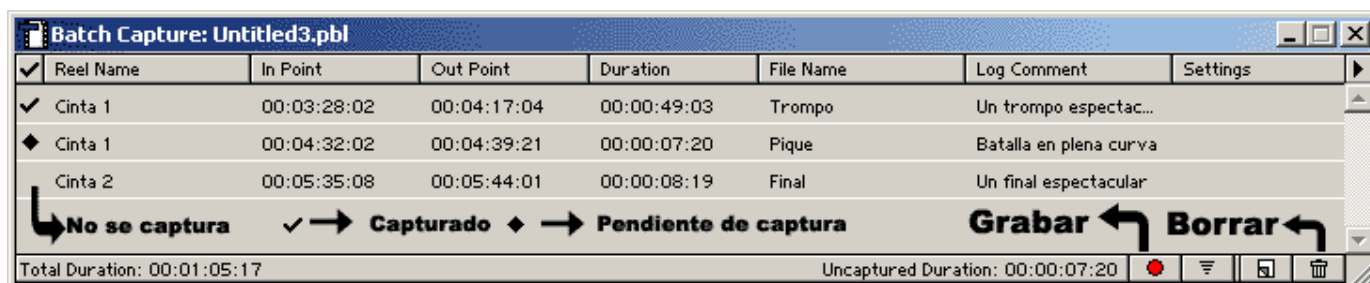 Batch Capture: Untitled3.pbl
Reel Name In Point Out Point Duration File Name Log Comment Settings
Cinta 1 00:03:28:02 00:04:17:04 00:00:49:03 Trompo Un trompo espectac...
Cinta 1 00:04:32:02 00:04:39:21 00:00:07:20 Pique Batalla en plena curva
Cinta 2 00:05:35:08 00:05:44:01 00:00:08:19 Final Un final espectacular
No se captura Capturado Pendiente de captura Grabar Borrar
Total Duration: 00:01:05:17 Uncaptured Duration: 00:00:07:20